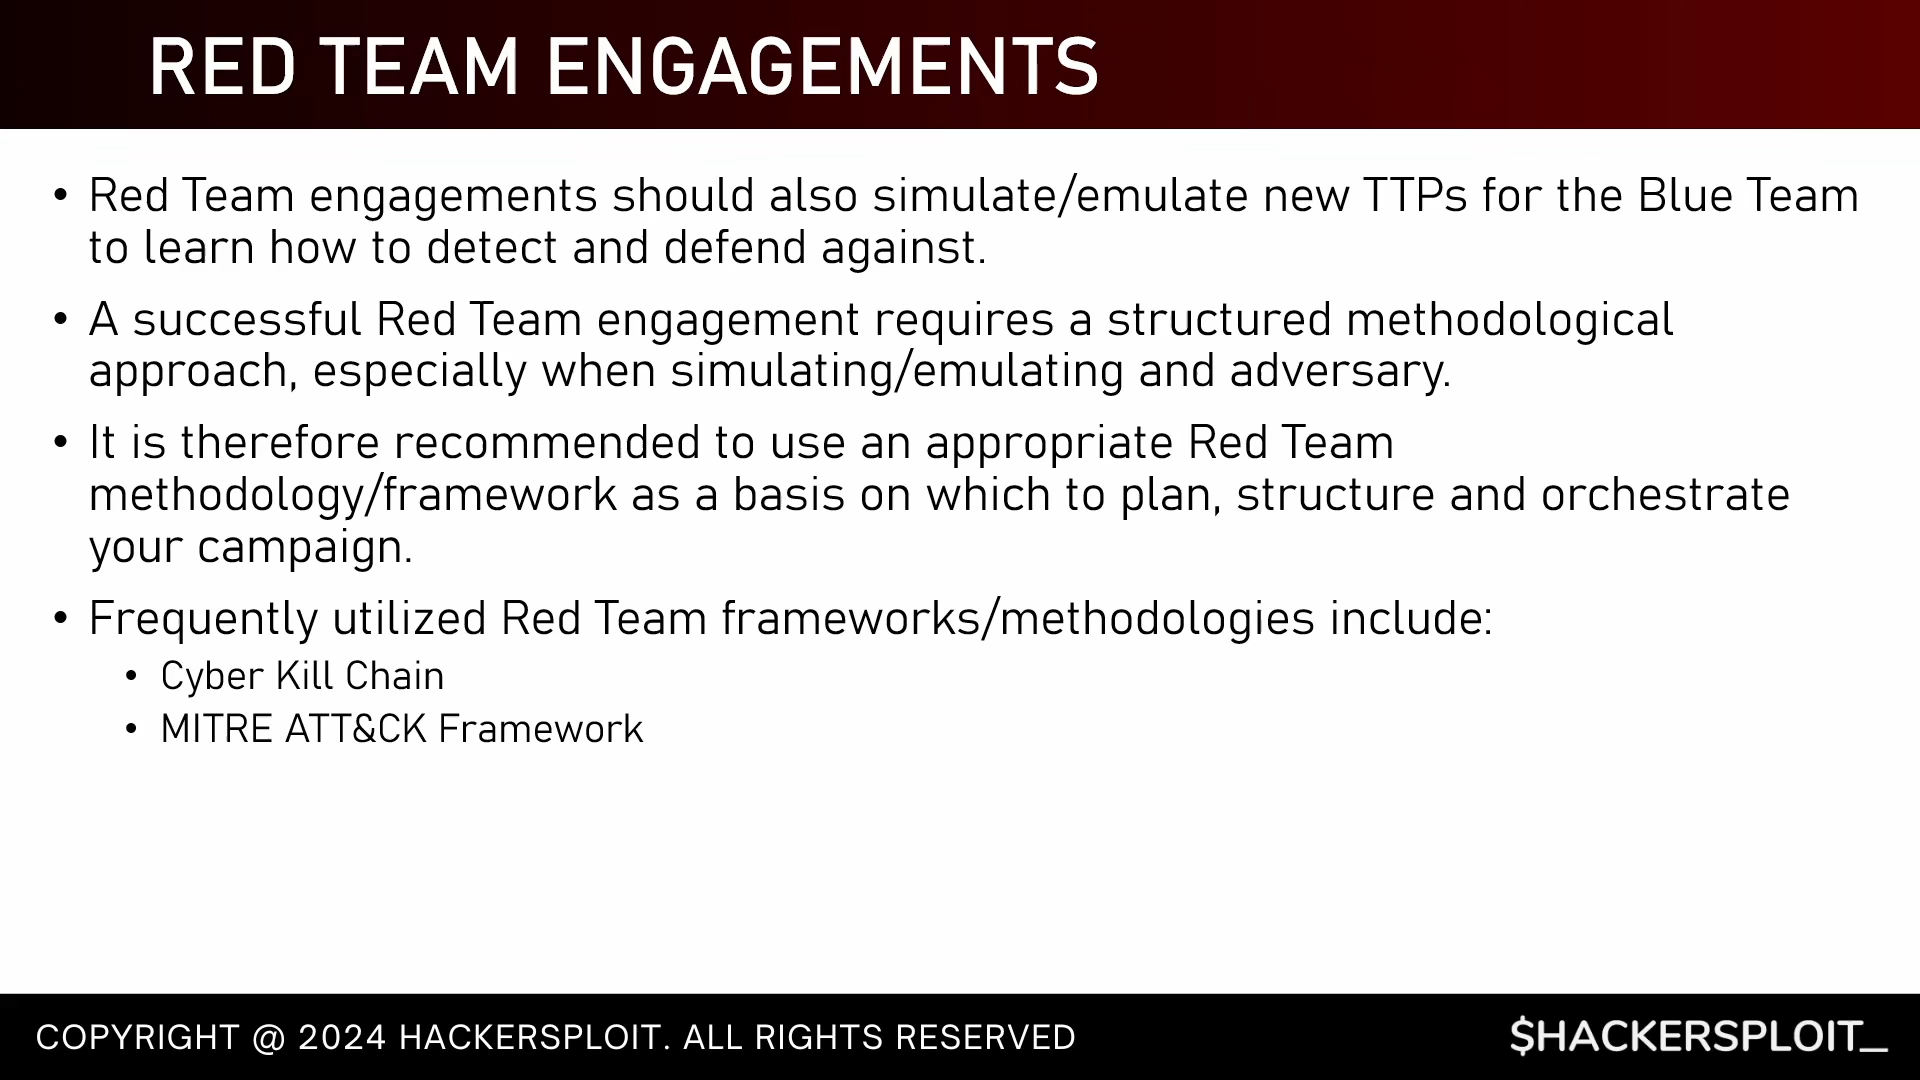 RED TEAM ENGAGEMENTS
• Red Team engagements should also simulate/emulate new TTPs for the Blue Team
to learn how to detect and defend against.
• A successful Red Team engagement requires a structured methodological
approach, especially when simulating/emulating and adversary.
• It is therefore recommended to use an appropriate Red Team
methodology/framework as a basis on which to plan, structure and orchestrate
your campaign.
• Frequently utilized Red Team frameworks/methodologies include:
• Cyber Kill Chain
• MITRE ATT&CK Framework
COPYRIGHT @ 2024 HACKERSPLOIT. ALL RIGHTS RESERVED
$HACKERSPLOIT_